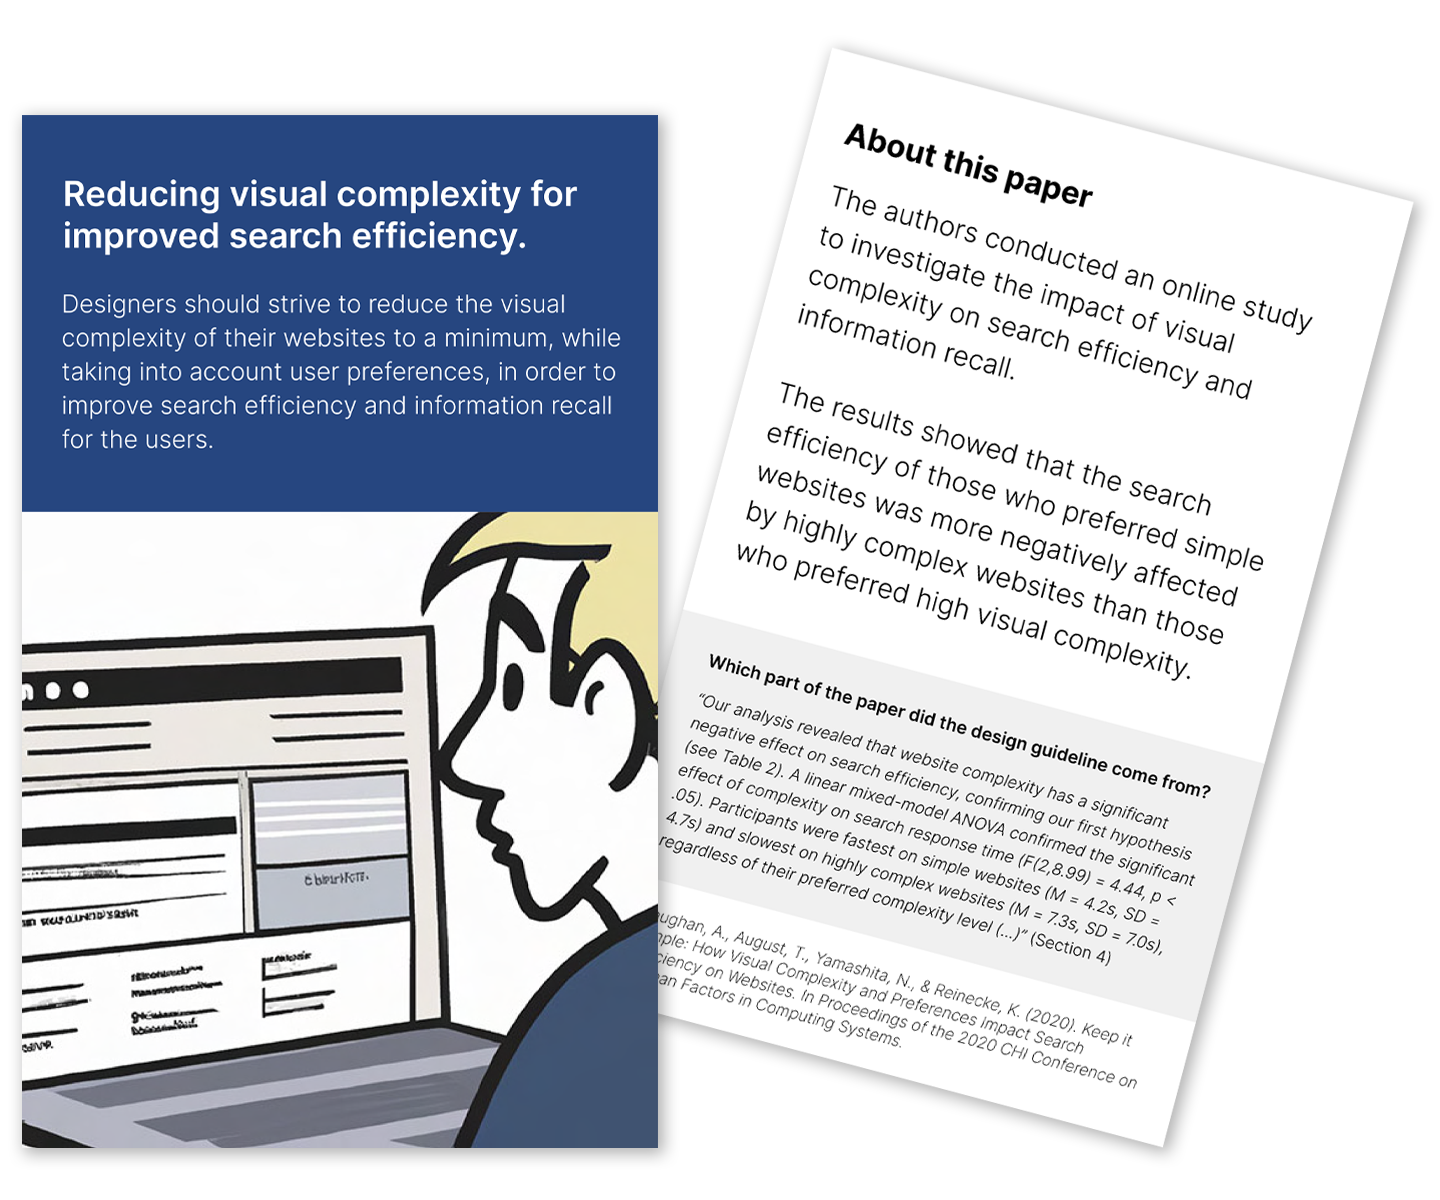 Reducing visual complexity for
improved search efficiency.
Designers should strive to reduce the visual
complexity of their websites to a minimum, while
taking into account user preferences, in order to
improve search efficiency and information recall
for the users.
About this paper
The authors conducted an online study
to investigate the impact of visual
complexity on search efficiency and
information recall.
The results showed that the search
efficiency of those who preferred simple
websites was more negatively affected
by highly complex websites than those
who preferred high visual complexity.
Which part of the paper did the design guideline come from?
“Our analysis revealed that website complexity has a significant
negative effect on search efficiency, confirming our first hypothesis
(see Table 2). A linear mixed-model ANOVA confirmed the significant
effect of complexity on search response time (F(2,8.99) = 4.44, p <
.05). Participants were fastest on simple websites (M = 4.2s, SD =
4.7s) and slowest on highly complex websites (M = 7.3s, SD = 7.0s),
regardless of their preferred complexity level (...)” (Section 4)
ughan, A., August, T., Yamashita, N., & Reinecke, K. (2020). Keep it
ple: How Visual Complexity and Preferences Impact Search
ciency on Websites. In Proceedings of the 2020 CHI Conference on
an Factors in Computing Systems.